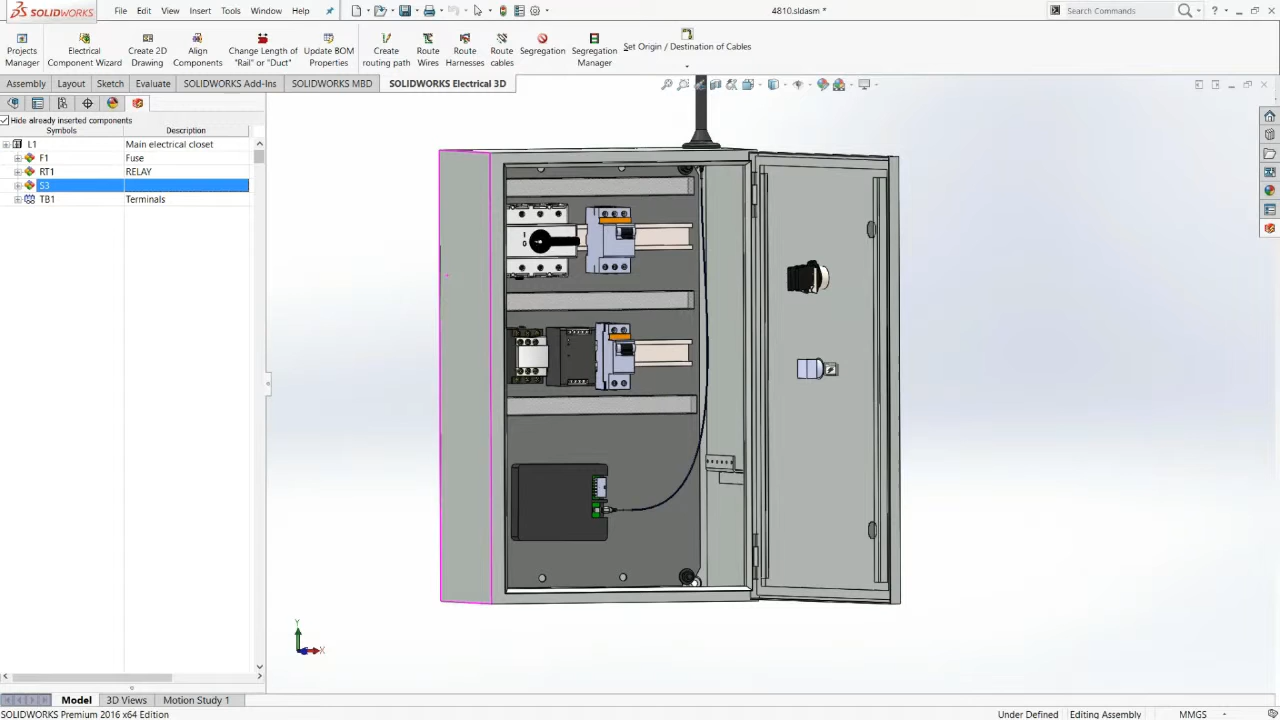 SOLIDWORKS File Edit View Insert Tools Window Help 4810.sldasm * Search Commands ?
Projects Manager
Electrical Component Wizard
Create 2D Drawing
Align Components
Change Length of "Rail" or "Duct"
Update BOM Properties
Create routing path
Route Wires
Route Harnesses
Route cables
Segregation
Segregation Manager
Set Origin / Destination of Cables
Assembly Layout Sketch Evaluate SOLIDWORKS Add-Ins SOLIDWORKS MBD SOLIDWORKS Electrical 3D
Hide already inserted components
Symbols Description
L1 Main electrical closet
F1 Fuse
RT1 RELAY
S3
TB1 Terminals
Y
X
Model 3D Views Motion Study 1
SOLIDWORKS Premium 2016 x64 Edition Under Defined Editing Assembly MMGS